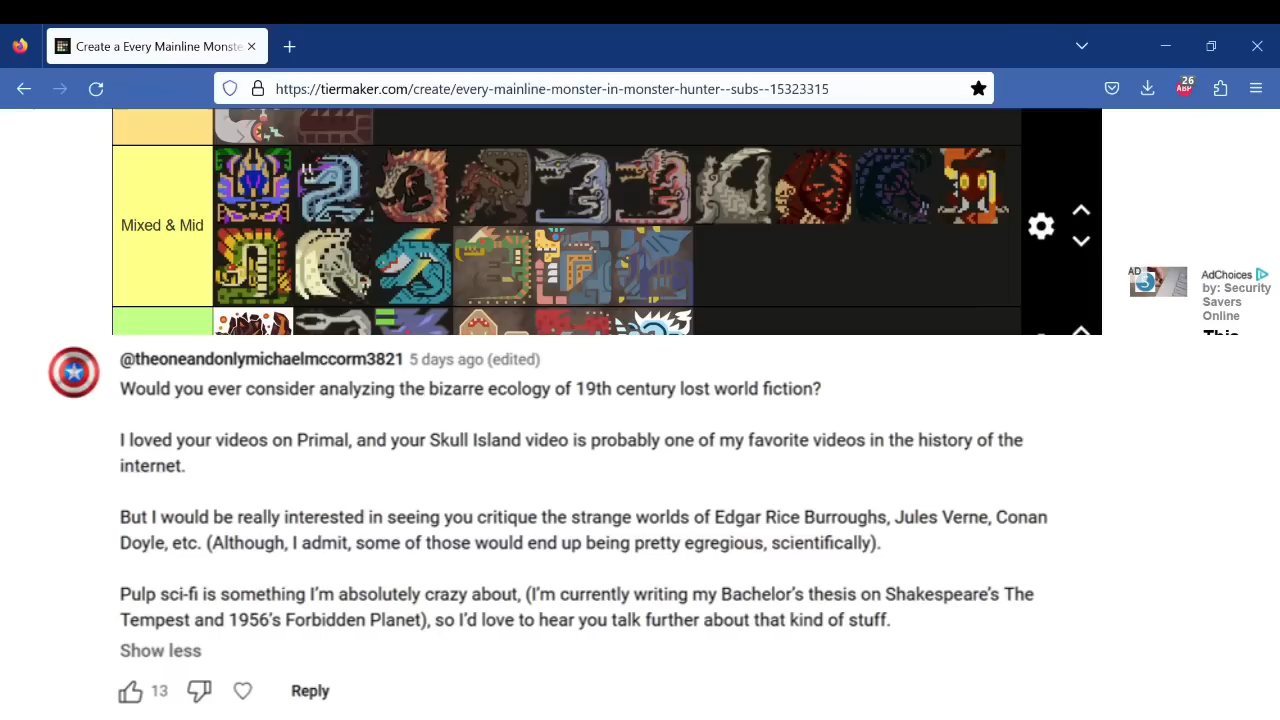 Create a Every Mainline Monste
https://tiermaker.com/create/every-mainline-monster-in-monster-hunter--subs--15323315
26
ABP
Mixed & Mid
AD
AdChoices
by: Security
Savers
Online
@theoneandonlymichaelmccorm3821 5 days ago (edited)
Would you ever consider analyzing the bizarre ecology of 19th century lost world fiction?
I loved your videos on Primal, and your Skull Island video is probably one of my favorite videos in the history of the
internet.
But I would be really interested in seeing you critique the strange worlds of Edgar Rice Burroughs, Jules Verne, Conan
Doyle, etc. (Although, I admit, some of those would end up being pretty egregious, scientifically).
Pulp sci-fi is something I'm absolutely crazy about, (I'm currently writing my Bachelor's thesis on Shakespeare's The
Tempest and 1956's Forbidden Planet), so I'd love to hear you talk further about that kind of stuff.
Show less
13
Reply